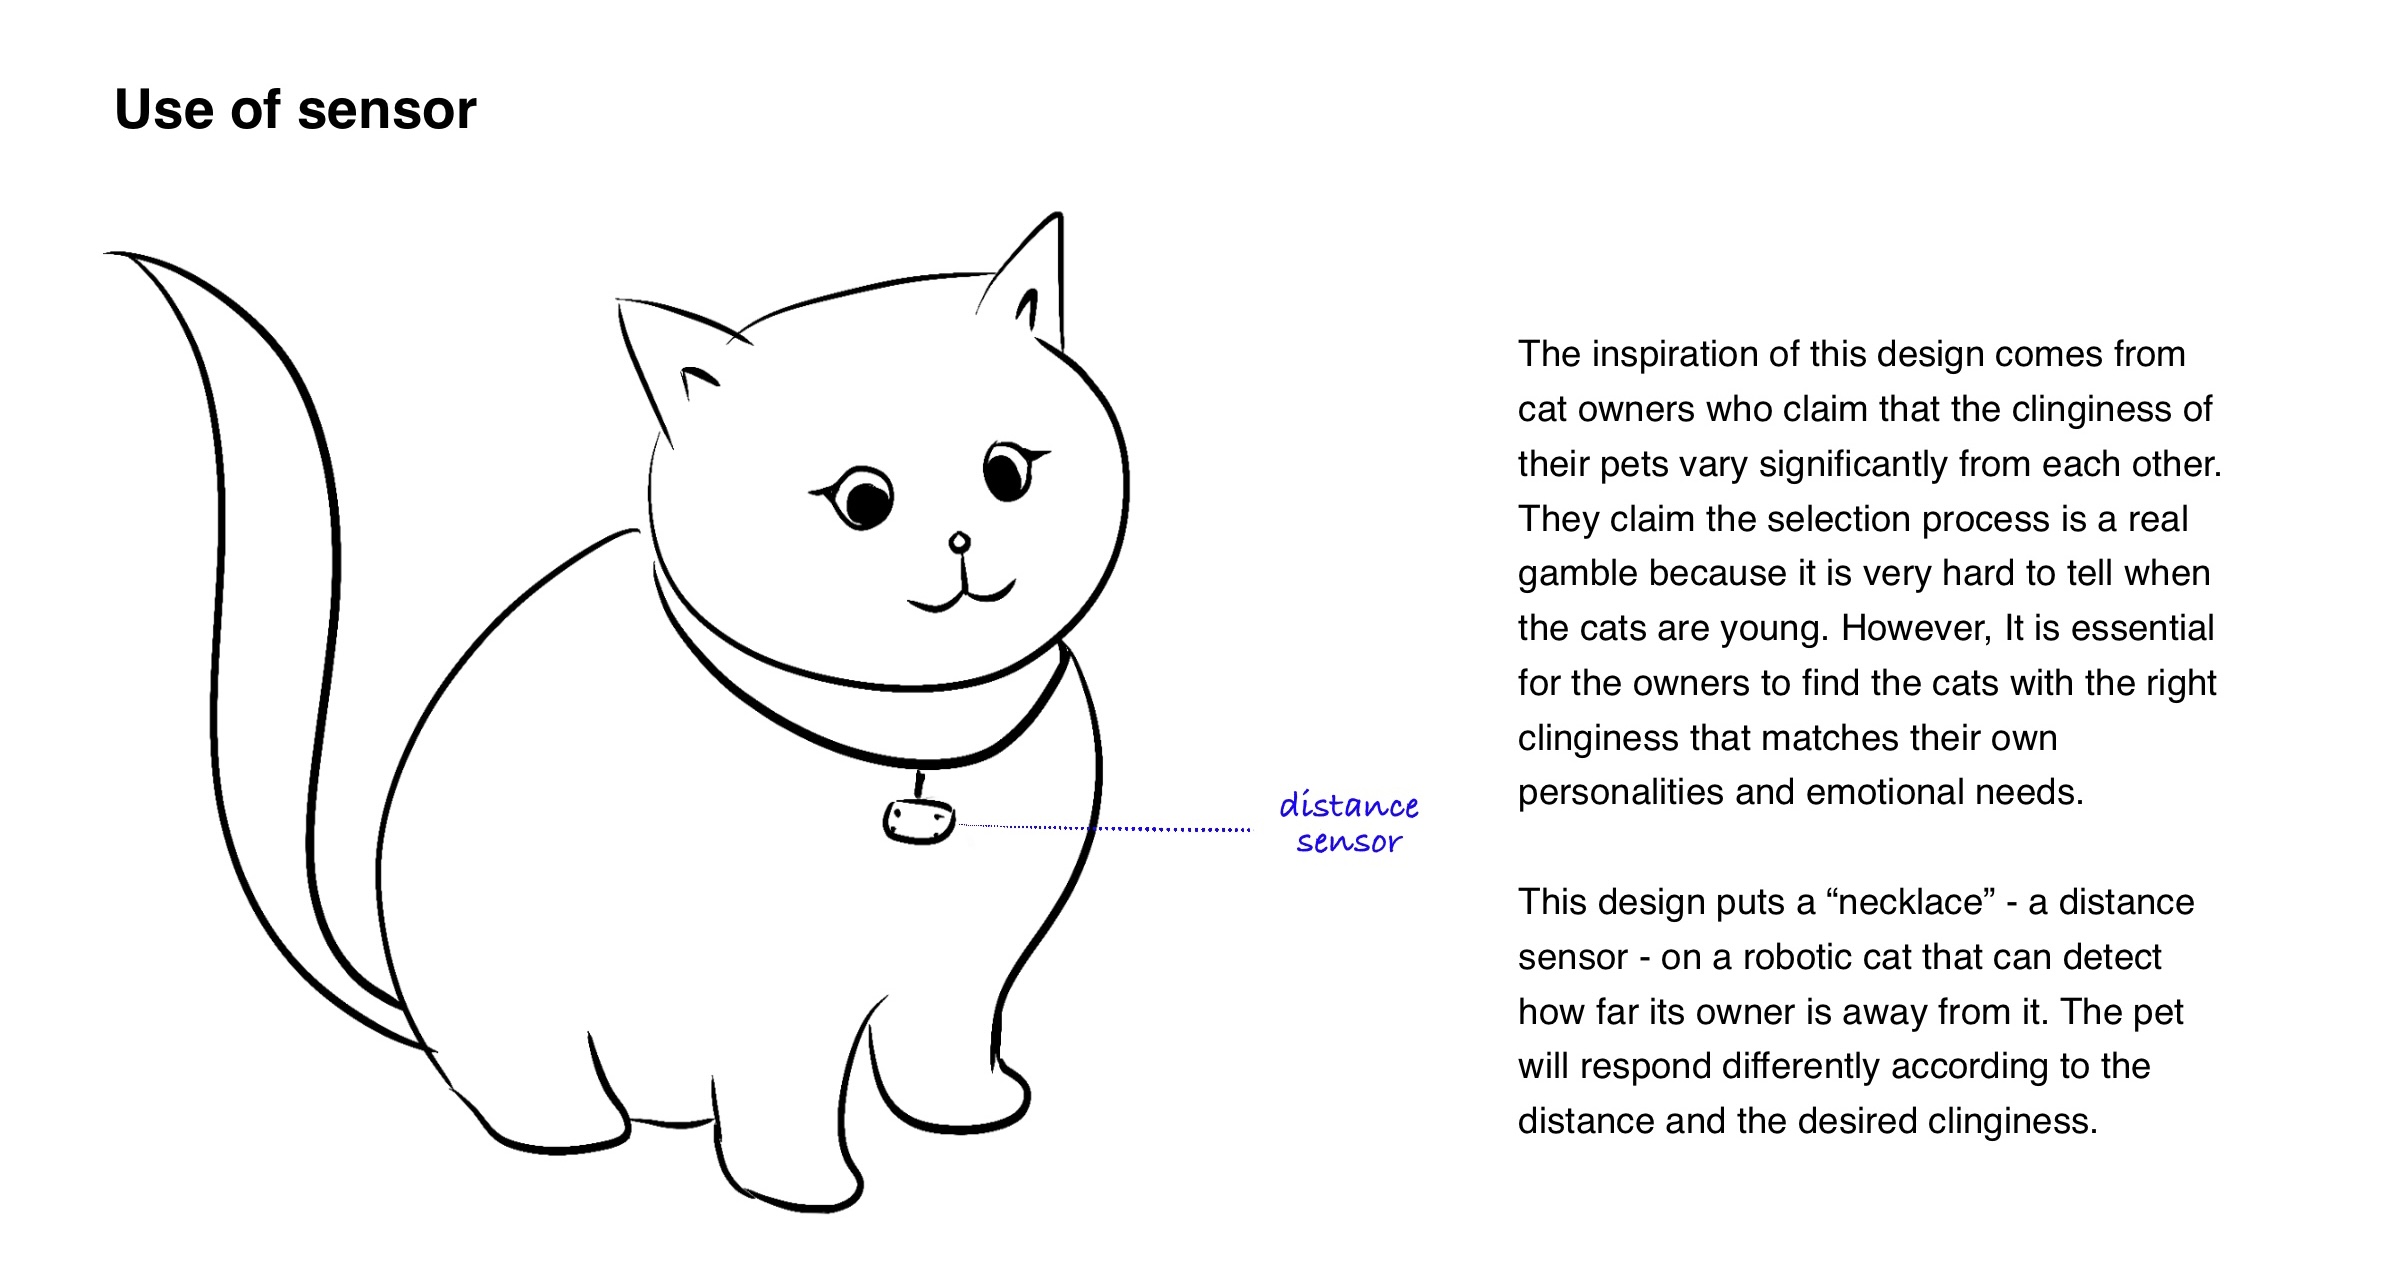 Use of sensor
The inspiration of this design comes from
cat owners who claim that the clinginess of
their pets vary significantly from each other.
They claim the selection process is a real
gamble because it is very hard to tell when
the cats are young. However, It is essential
for the owners to find the cats with the right
clinginess that matches their own
personalities and emotional needs.
distance
sensor
This design puts a “necklace” - a distance
sensor - on a robotic cat that can detect
how far its owner is away from it. The pet
will respond differently according to the
distance and the desired clinginess.